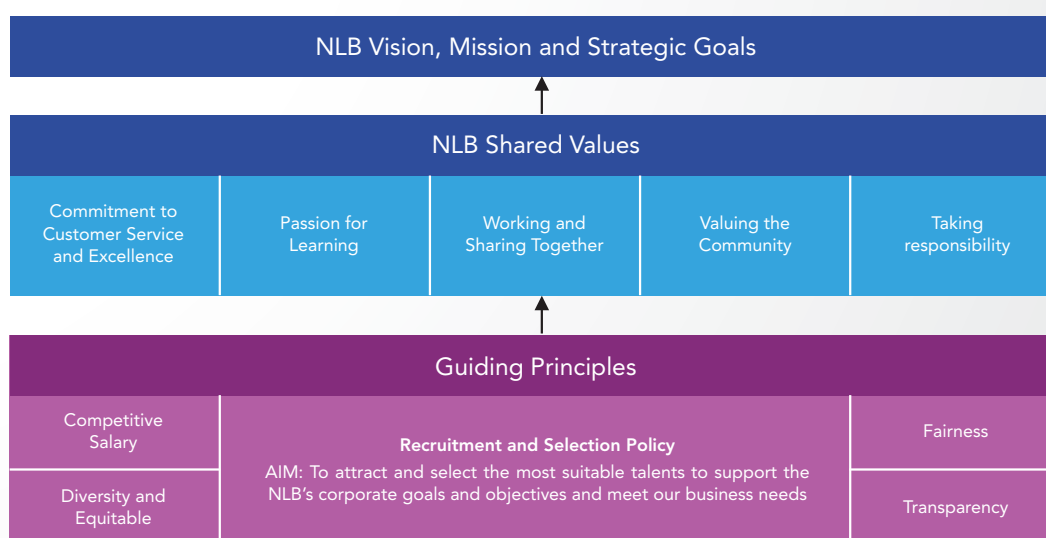 NLB Vision, Mission and Strategic Goals
NLB Shared Values
Commitment to
Customer Service
and Excellence
Passion for
Learning
Working and
Sharing Together
Valuing the
Community
Taking
responsibility
Guiding Principles
Competitive
Salary
Diversity and
Equitable
Recruitment and Selection Policy
AIM: To attract and select the most suitable talents to support the
NLB's corporate goals and objectives and meet our business needs
Fairness
Transparency